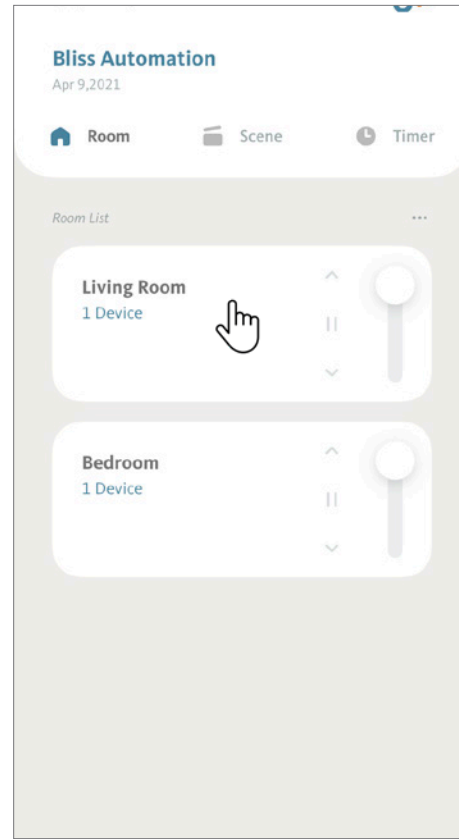 Bliss Automation
Apr 9,2021
Room Scene Timer
Room List
Living Room
1 Device
Bedroom
1 Device